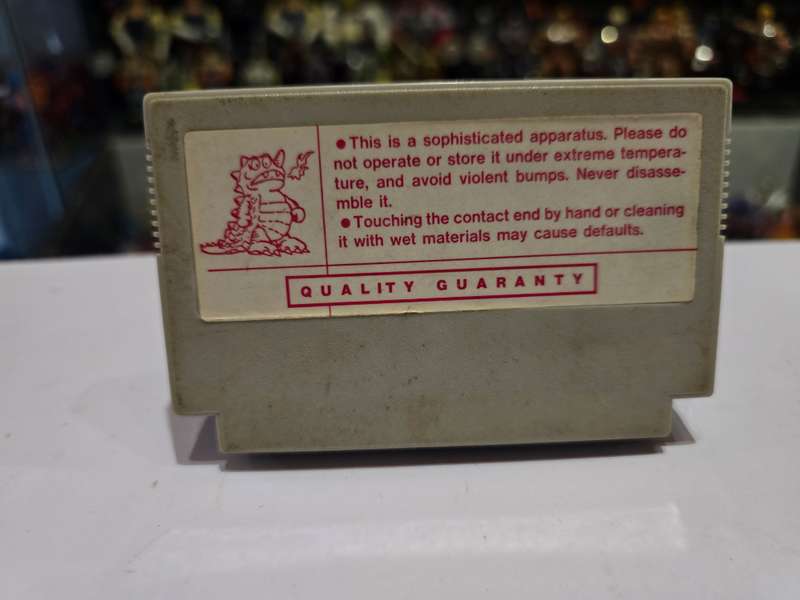 ●This is a sophisticated apparatus. Please do
not operate or store it under extreme tempera-
ture, and avoid violent bumps. Never disasse-
mble it.
●Touching the contact end by hand or cleaning
it with wet materials may cause defaults.
QUALITY GUARANTY